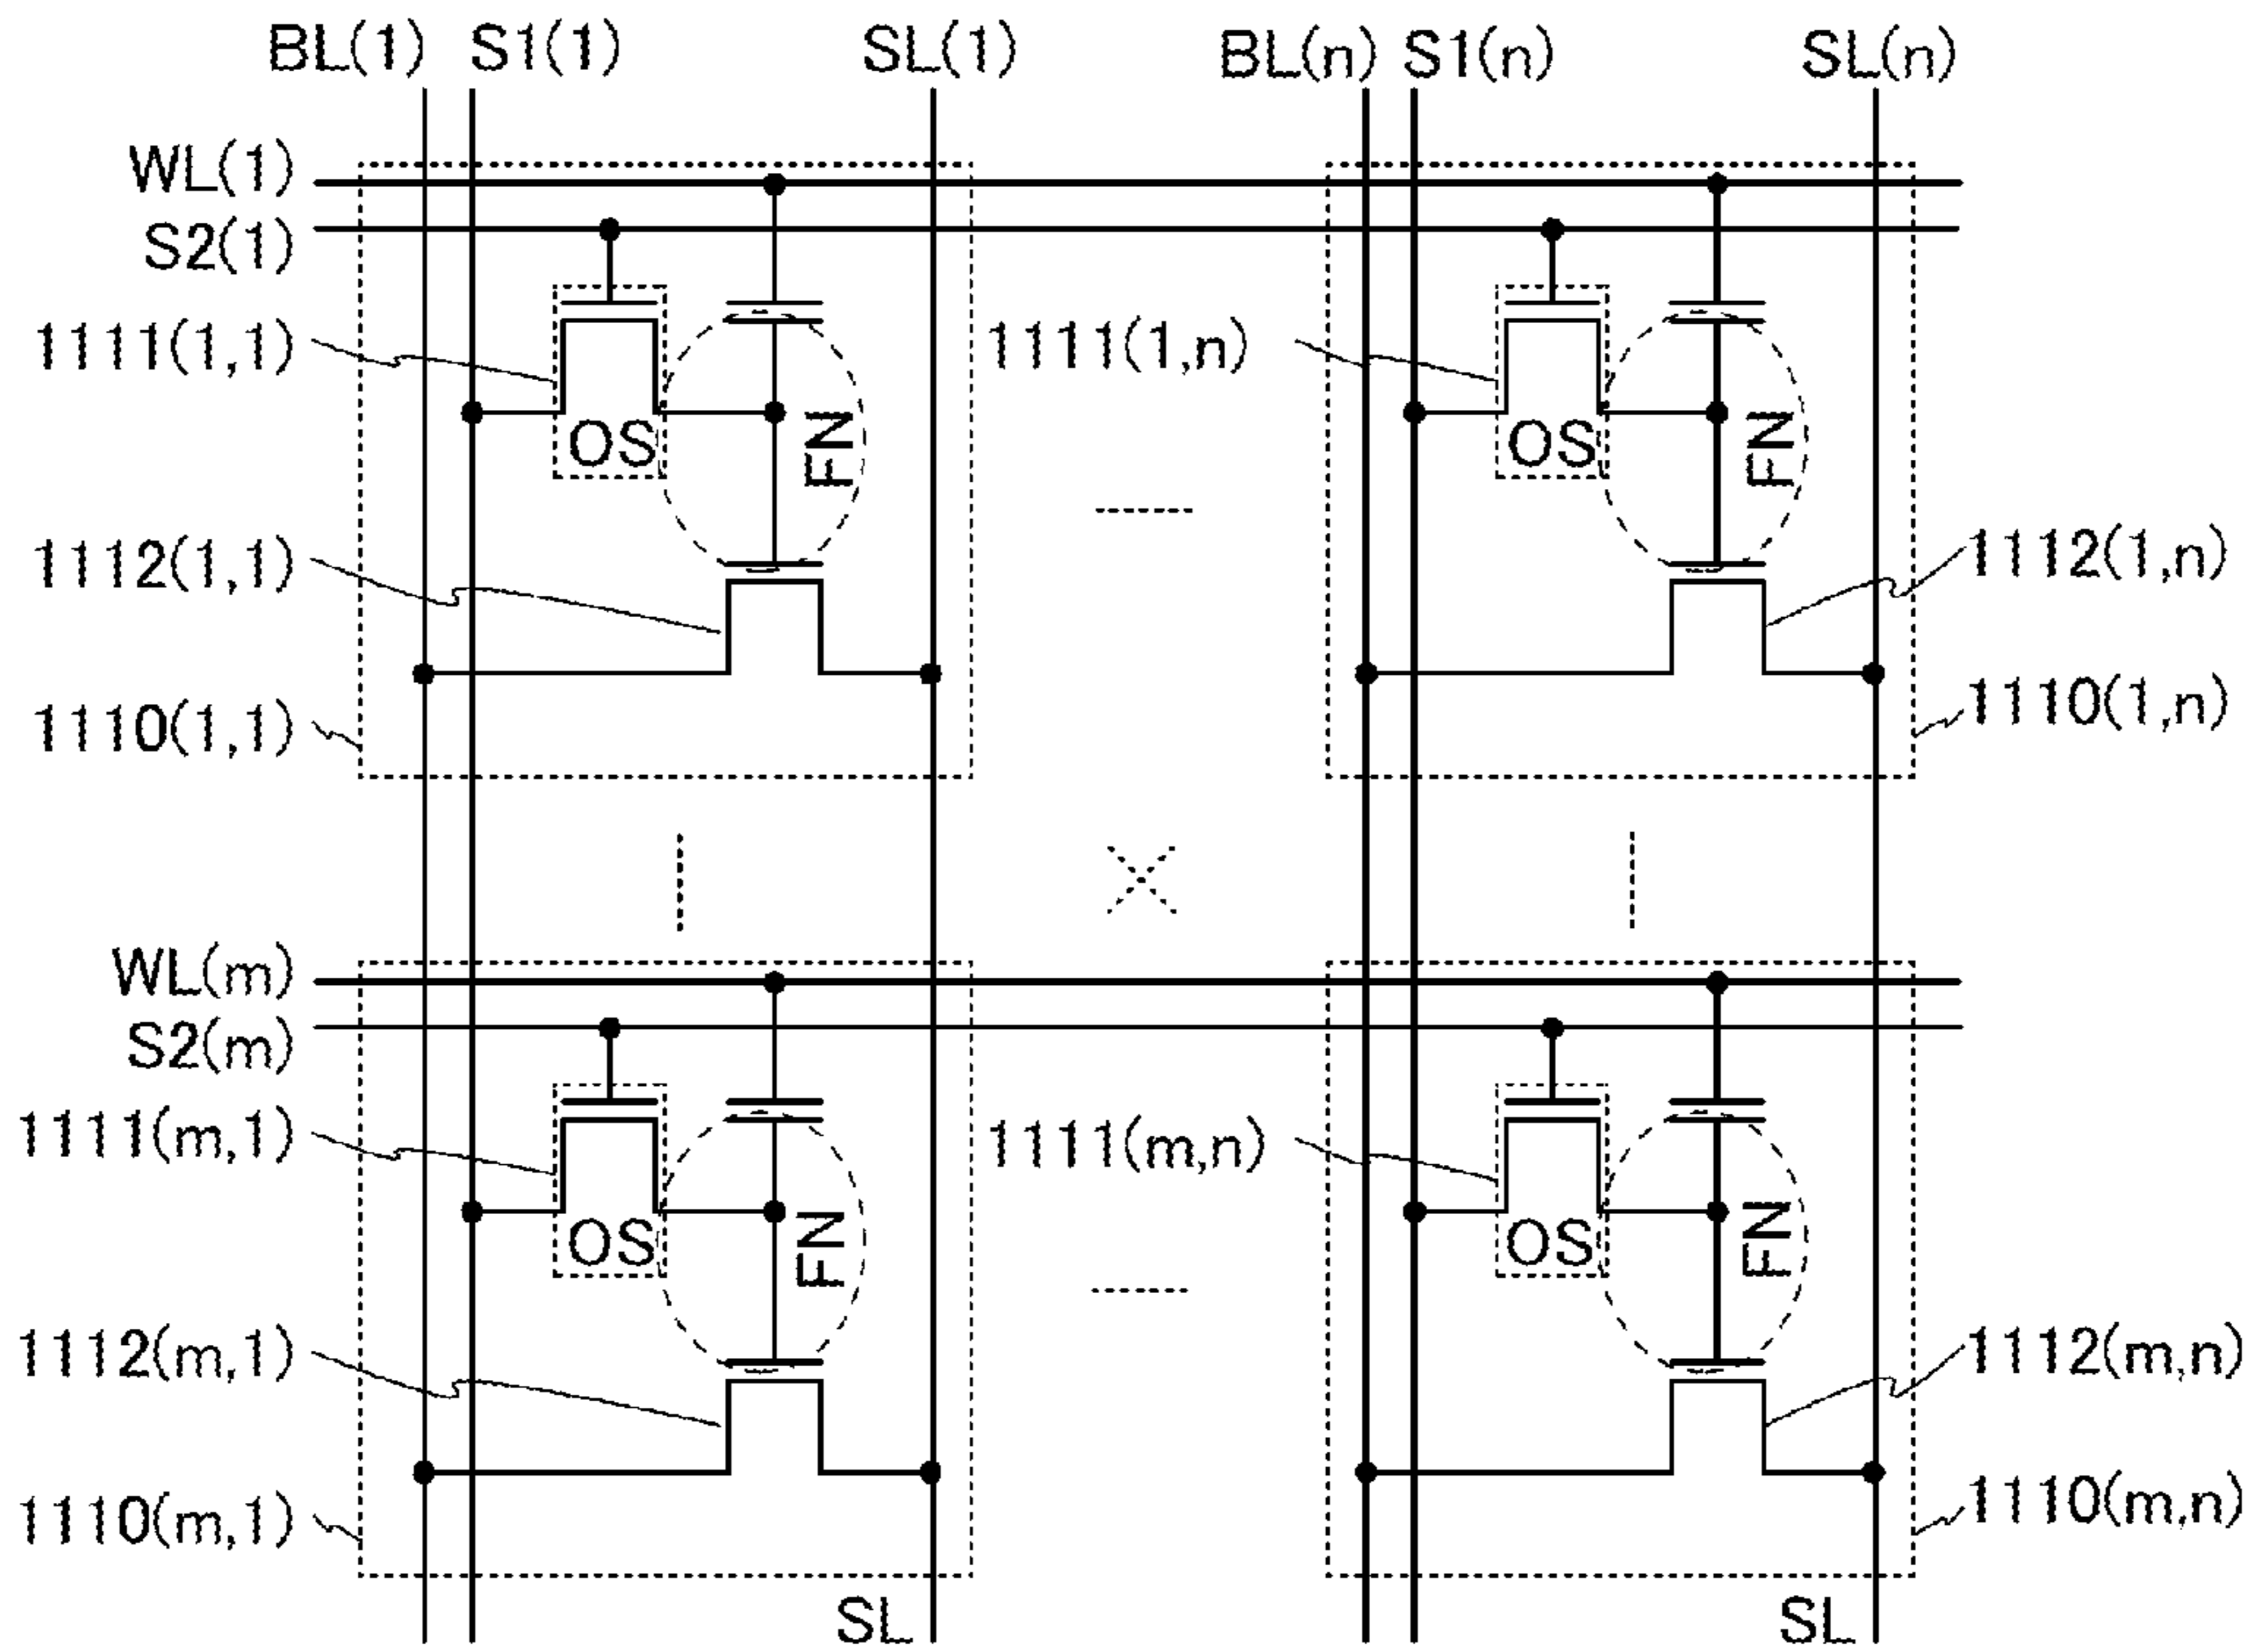 BL(1) S1(1) SL(1) BL(n) S1(n) SL(n)
WL(1)
S2(1)
1111(1,1)
OS
FN
1111(1,n)
OS
FN
1112(1,1)
1112(1,n)
1110(1,1)
1110(1,n)
WL(m)
S2(m)
1111(m,1)
OS
FN
1111(m,n)
OS
FN
1112(m,1)
1112(m,n)
1110(m,1)
1110(m,n)
SL SL